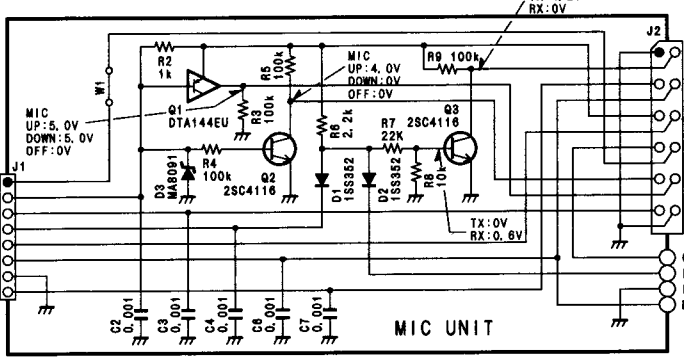 RX:0V
J2
R2
1k
R5
100k
MIC
UP:4.0V
DOWN:0V
OFF:0V
R9 100k
W1
MIC
UP:5.0V
DOWN:5.0V
OFF:0V
Q1
DTA144EU
R3
100k
R6
2.2k
R7
22K
Q3
2SC4116
J1
D3
MA8091
R4
100k
Q2
2SC4116
D1
1SS352
D2
1SS352
R8
10k
TX:0V
RX:0.6V
C2
0.001
C3
0.001
C4
0.001
C6
0.001
C7
0.001
MIC UNIT